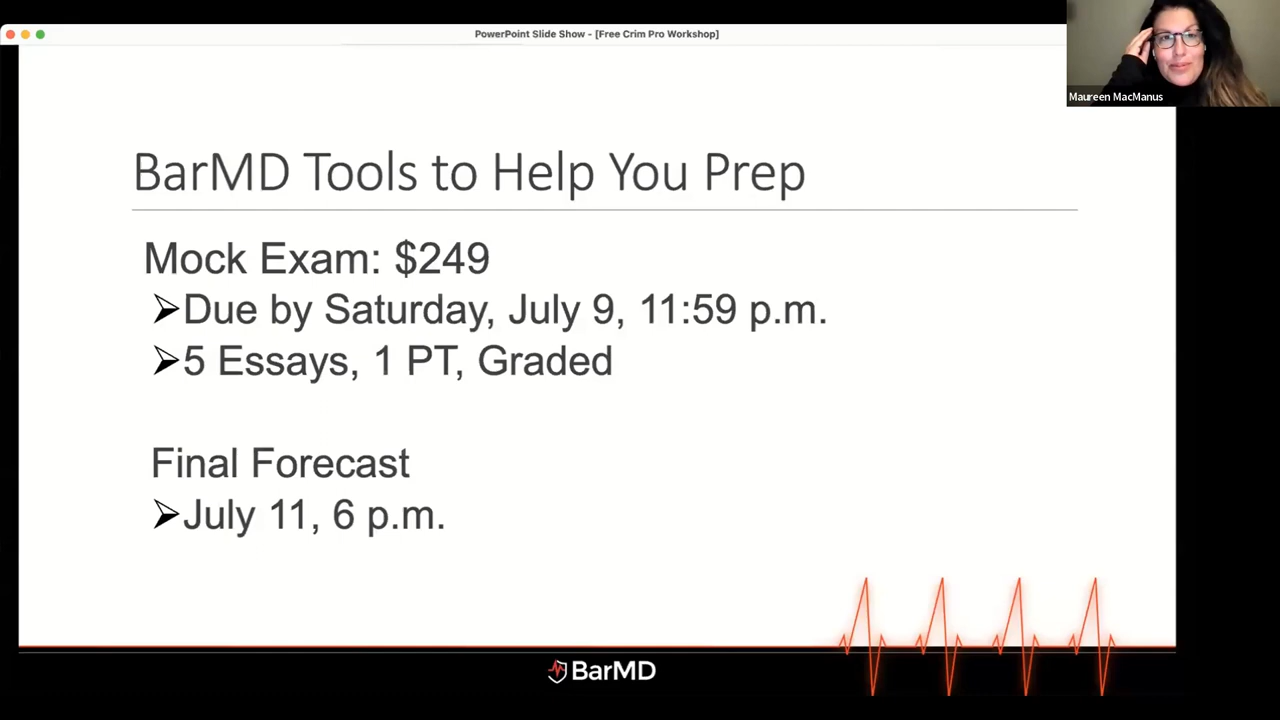 PowerPoint Slide Show - [Free Crim Pro Workshop]
Maureen MacManus
BarMD Tools to Help You Prep
Mock Exam: $249
➢Due by Saturday, July 9, 11:59 p.m.
➢5 Essays, 1 PT, Graded
Final Forecast
➢July 11, 6 p.m.
BarMD